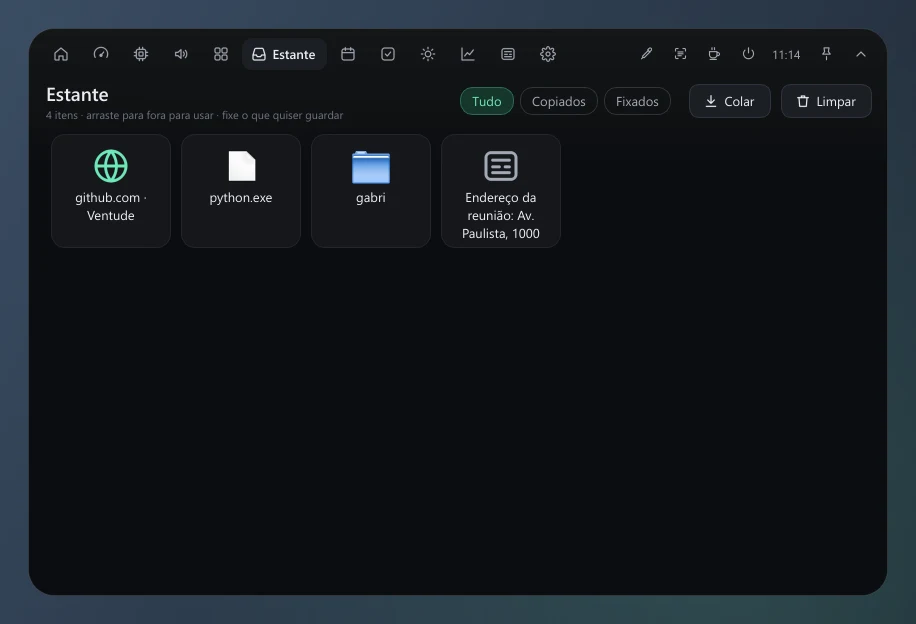 Estante
11:14
Estante
4 itens · arraste para fora para usar · fixe o que quiser guardar
Tudo
Copiados
Fixados
Colar
Limpar
github.com ·
Ventude
python.exe
gabri
Endereço da
reunião: Av.
Paulista, 1000